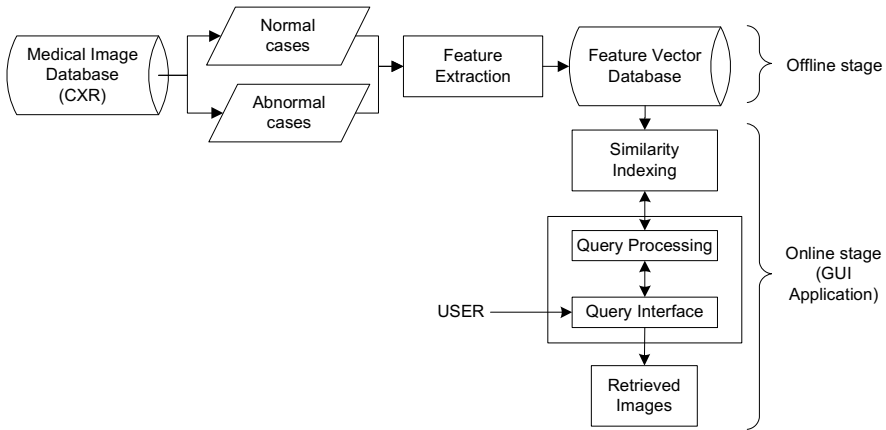 Medical Image
Database
(CXR)
Normal
cases
Abnormal
cases
Feature
Extraction
Feature Vector
Database
Offline stage
Similarity
Indexing
Query Processing
USER
Query Interface
Online stage
(GUI
Application)
Retrieved
Images